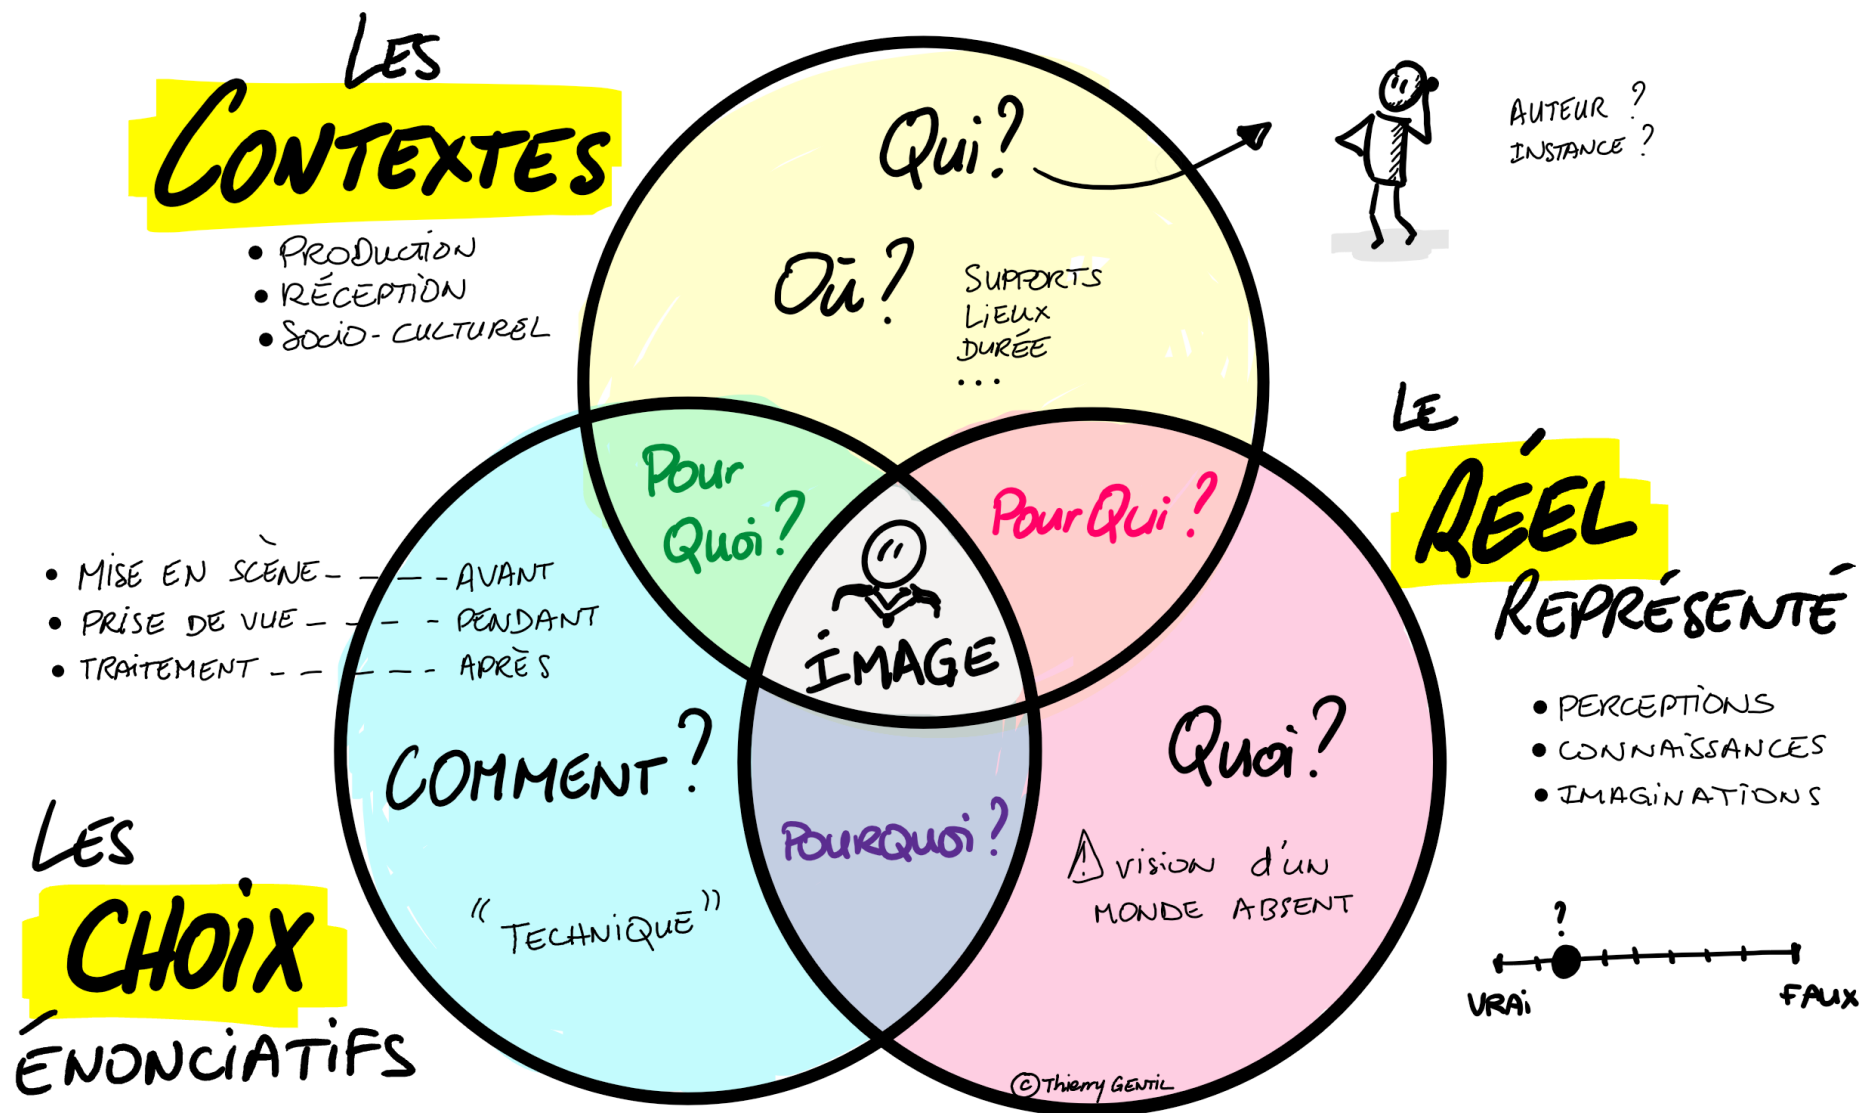 LES
CONTEXTES
• PRODUCTION
• RÉCEPTION
• SOCIO-CULTUREL
Qui?
AUTEUR ?
INSTANCE ?
Où?
SUPPORTS
LIEUX
DURÉE
...
Pour
Quoi?
Pour Qui ?
IMAGE
LE
RÉEL
REPRÉSENTÉ
• PERCEPTIONS
• CONNAISSANCES
• IMAGINATIONS
• MISE EN SCÈNE - - - - - AVANT
• PRISE DE VUE - - - - - PENDANT
• TRAITEMENT - - - - - - - APRÈS
COMMENT ?
"TECHNIQUE"
POURQUOI ?
Quoi ?
⚠ vision d'un
MONDE ABSENT
LES
CHOIX
ÉNONCIATIFS
?
VRAI
FAUX
© Thierry GENTIL